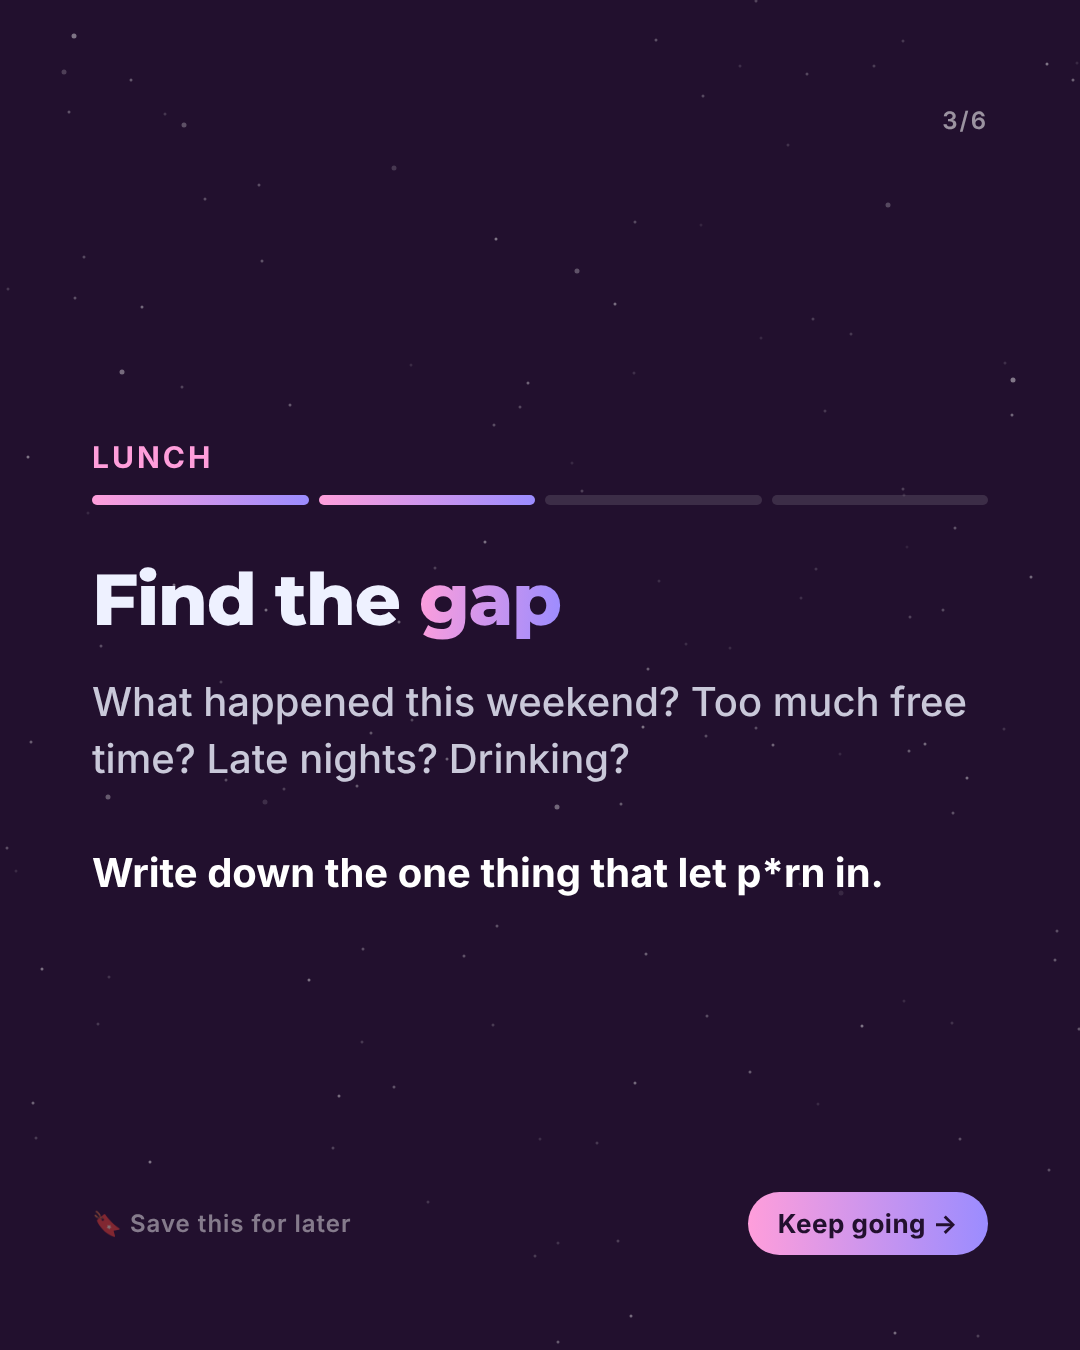 3/6
LUNCH
Find the gap
What happened this weekend? Too much free
time? Late nights? Drinking?
Write down the one thing that let p*rn in.
🔖 Save this for later
Keep going →